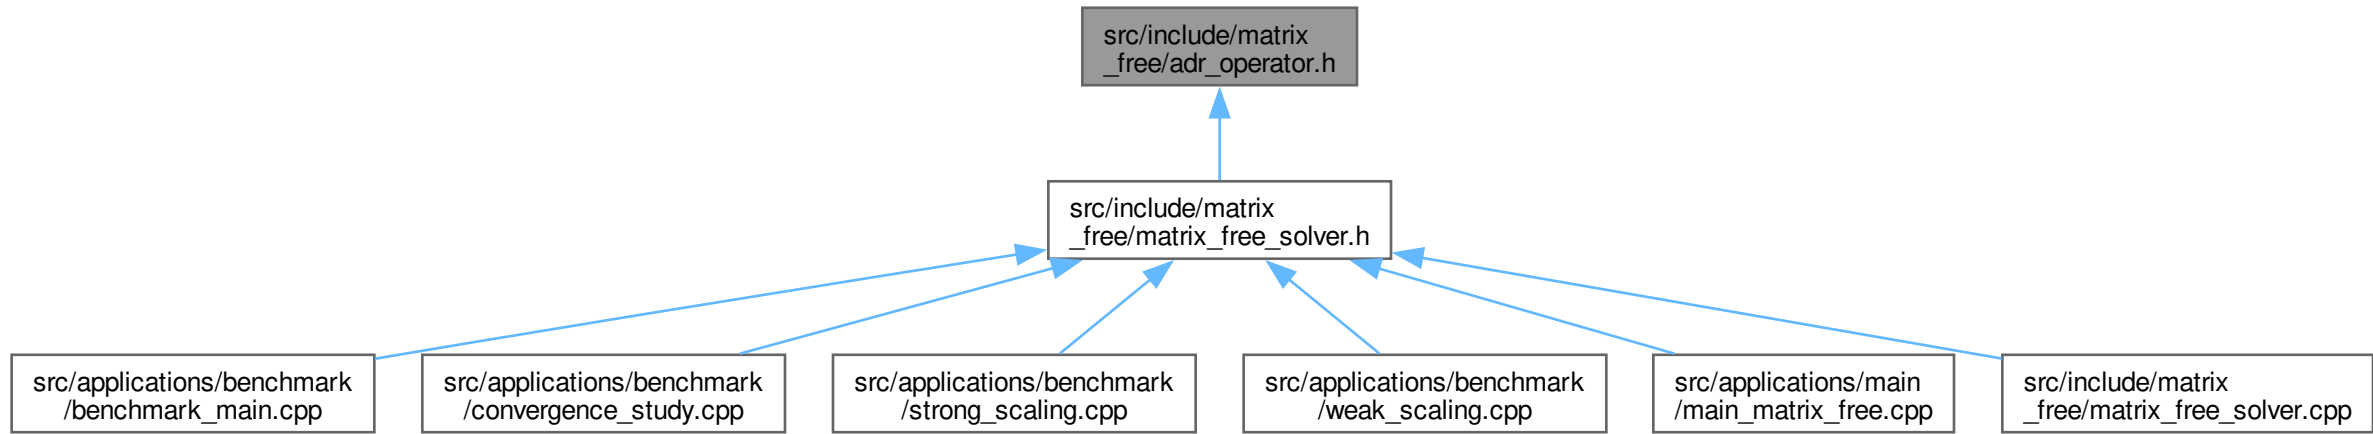 src/include/matrix
_free/adr_operator.h
src/include/matrix
_free/matrix_free_solver.h
src/applications/benchmark
/benchmark_main.cpp
src/applications/benchmark
/convergence_study.cpp
src/applications/benchmark
/strong_scaling.cpp
src/applications/benchmark
/weak_scaling.cpp
src/applications/main
/main_matrix_free.cpp
src/include/matrix
_free/matrix_free_solver.cpp